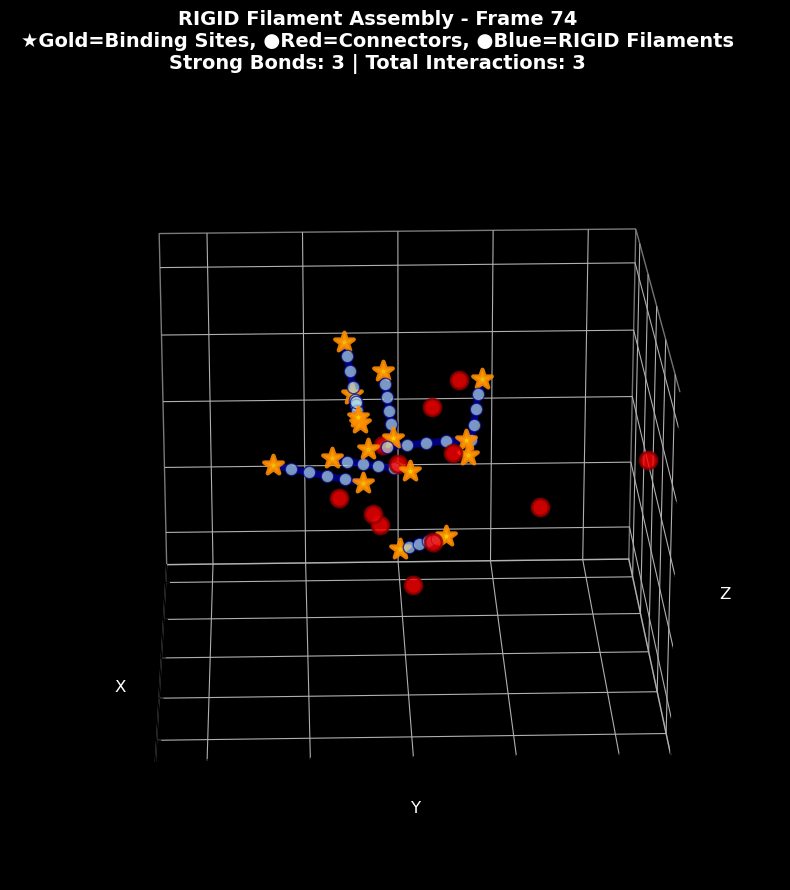 RIGID Filament Assembly - Frame 74
★Gold=Binding Sites, ●Red=Connectors, ●Blue=RIGID Filaments
Strong Bonds: 3 | Total Interactions: 3
Z
X
Y